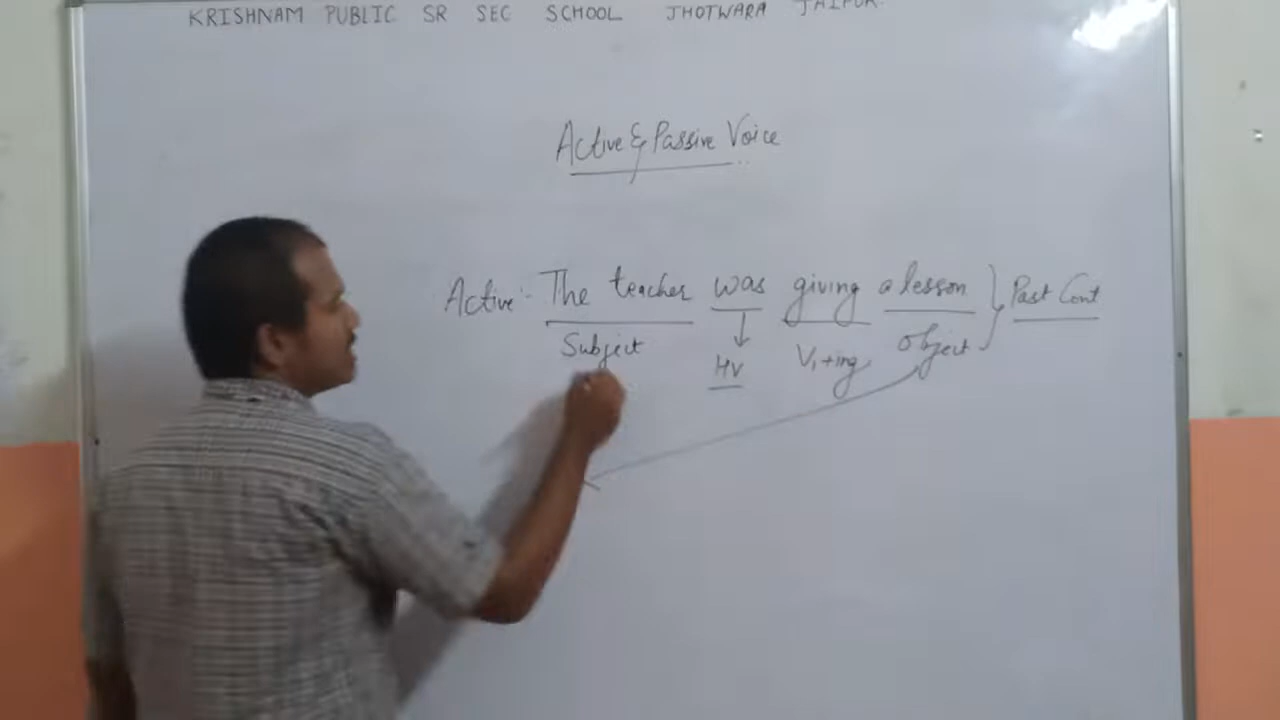 KRISHNAM PUBLIC SR SEC SCHOOL JHOTWARA JAIPUR
Active & Passive Voice
Active:- The teacher was giving a lesson } Past Cont
Subject HV V1+ing Object